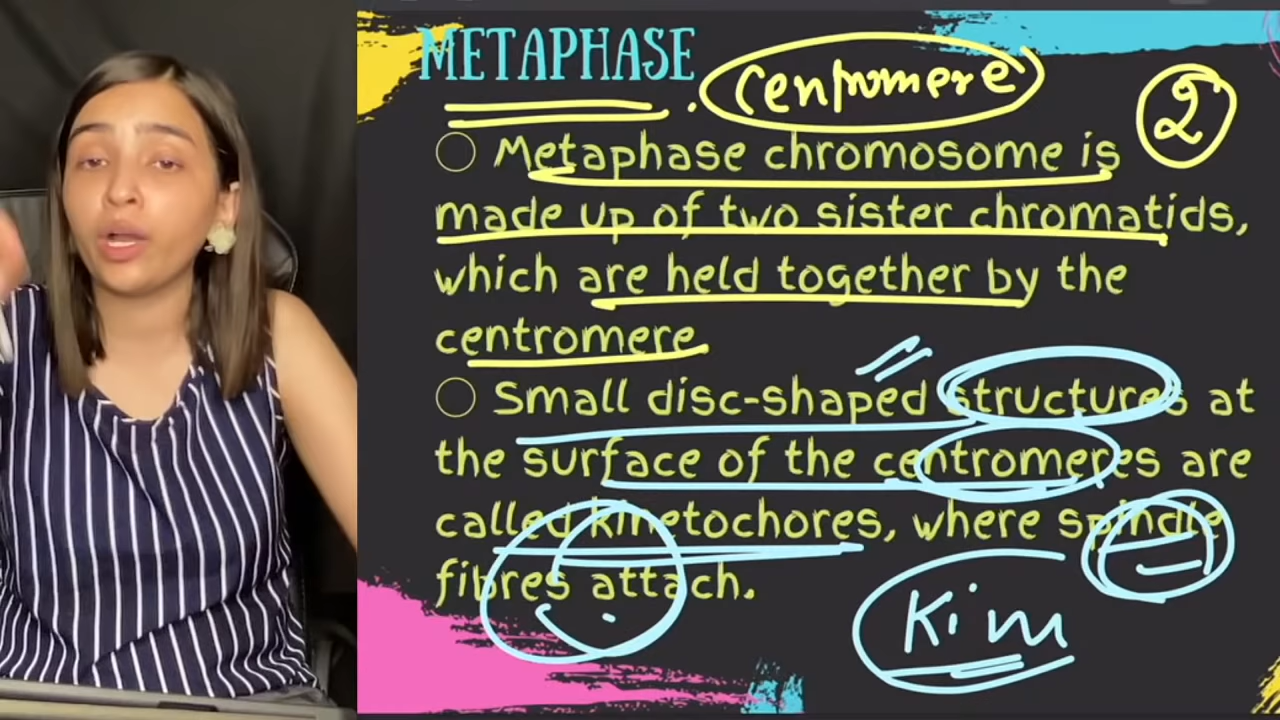 METAPHASE
centromere
2
Metaphase chromosome is
made up of two sister chromatids,
which are held together by the
centromere
Small disc-shaped structures at
the surface of the centromeres are
called kinetochores, where spindle
fibres attach.
Kim